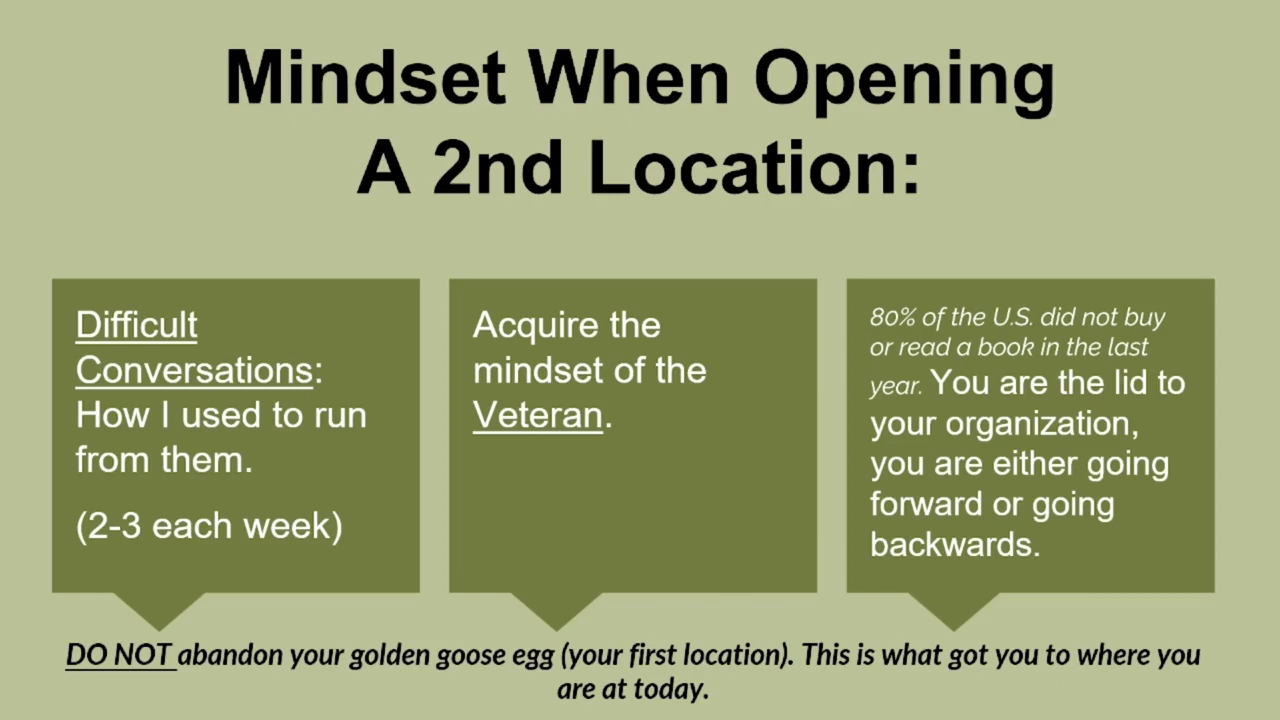 Mindset When Opening
A 2nd Location:
Difficult
Conversations:
How I used to run
from them.
(2-3 each week)
Acquire the
mindset of the
Veteran.
80% of the U.S. did not buy
or read a book in the last
year. You are the lid to
your organization,
you are either going
forward or going
backwards.
DO NOT abandon your golden goose egg (your first location). This is what got you to where you
are at today.